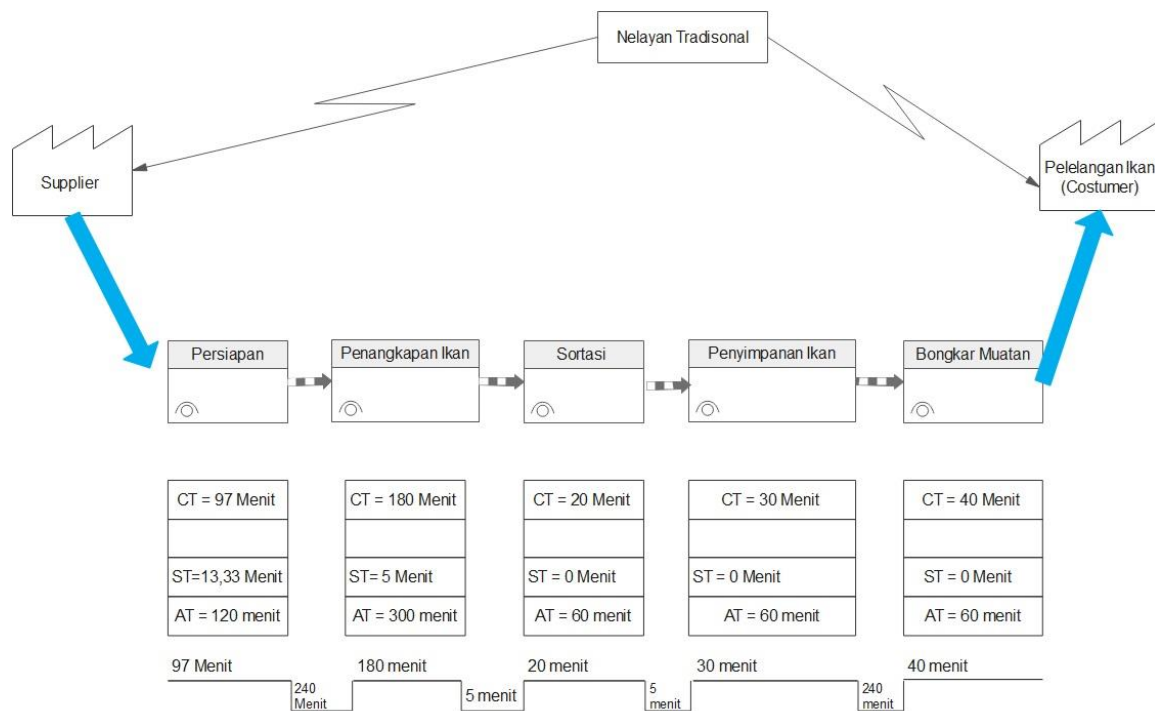 Nelayan Tradisonal
Supplier
Pelelangan Ikan
(Costumer)
Persiapan
Penangkapan Ikan
Sortasi
Penyimpanan Ikan
Bongkar Muatan
CT = 97 Menit
CT = 180 Menit
CT = 20 Menit
CT = 30 Menit
CT = 40 Menit
ST=13,33 Menit
ST= 5 Menit
ST = 0 Menit
ST = 0 Menit
ST = 0 Menit
AT = 120 menit
AT = 300 menit
AT = 60 menit
AT = 60 menit
AT = 60 menit
97 Menit
180 menit
20 menit
30 menit
40 menit
240
Menit
5 menit
5
menit
240
menit